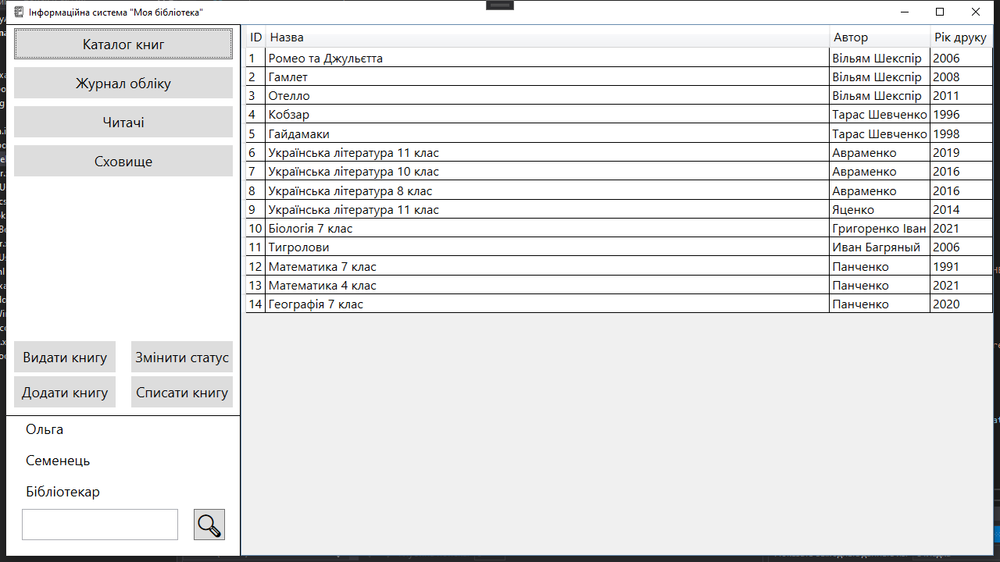 Інформаційна система "Моя бібліотека"
Каталог книг
Журнал обліку
Читачі
Сховище
Видати книгу Змінити статус
Додати книгу Списати книгу
Ольга
Семенець
Бібліотекар
ID Назва Автор Рік друку
1 Ромео та Джульєтта Вільям Шекспір 2006
2 Гамлет Вільям Шекспір 2008
3 Отелло Вільям Шекспір 2011
4 Кобзар Тарас Шевченко 1996
5 Гайдамаки Тарас Шевченко 1998
6 Українська література 11 клас Авраменко 2019
7 Українська література 10 клас Авраменко 2016
8 Українська література 8 клас Авраменко 2016
9 Українська література 11 клас Яценко 2014
10 Біологія 7 клас Григоренко Іван 2021
11 Тигролови Иван Багряный 2006
12 Математика 7 клас Панченко 1991
13 Математика 4 клас Панченко 2021
14 Географія 7 клас Панченко 2020